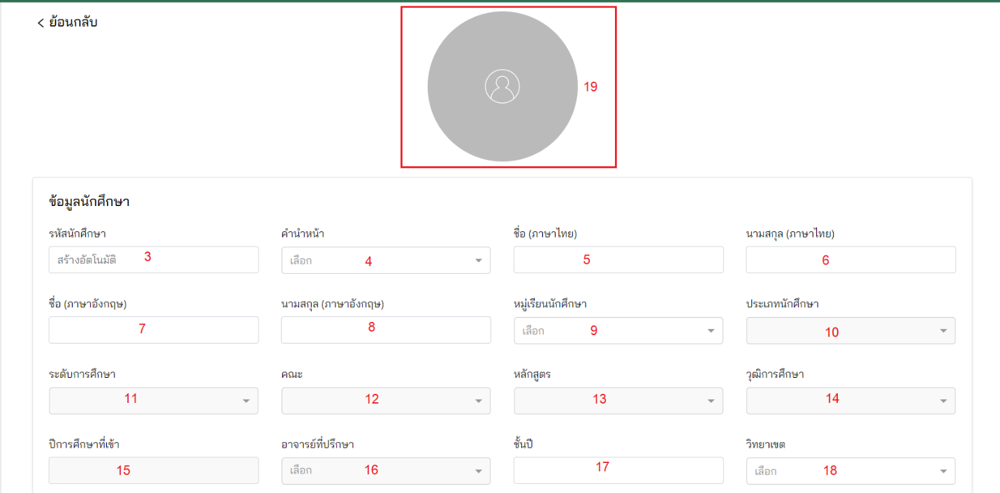 < ย้อนกลับ
19
ข้อมูลนักศึกษา
รหัสนักศึกษา คำนำหน้า ชื่อ (ภาษาไทย) นามสกุล (ภาษาไทย)
สร้างอัตโนมัติ 3 เลือก 4 5 6
ชื่อ (ภาษาอังกฤษ) นามสกุล (ภาษาอังกฤษ) หมู่เรียนนักศึกษา ประเภทนักศึกษา
7 8 เลือก 9 10
ระดับการศึกษา คณะ หลักสูตร วุฒิการศึกษา
11 12 13 14
ปีการศึกษาที่เข้า อาจารย์ที่ปรึกษา ชั้นปี วิทยาเขต
15 เลือก 16 17 เลือก 18